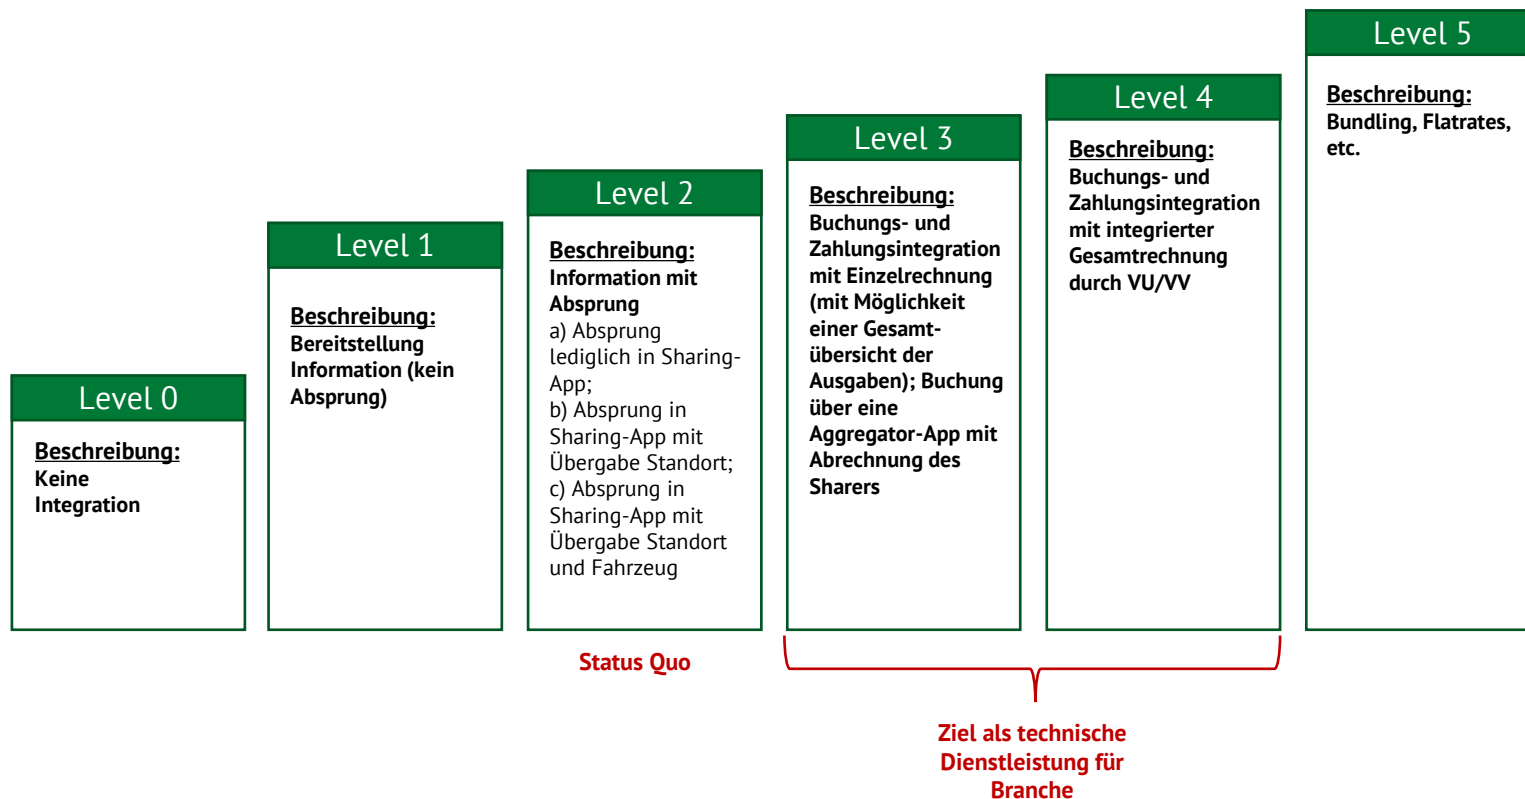 Level 0
Beschreibung:
Keine
Integration
Level 1
Beschreibung:
Bereitstellung
Information (kein
Absprung)
Level 2
Beschreibung:
Information mit
Absprung
a) Absprung
lediglich in Sharing-
App;
b) Absprung in
Sharing-App mit
Übergabe Standort;
c) Absprung in
Sharing-App mit
Übergabe Standort
und Fahrzeug
Level 3
Beschreibung:
Buchungs- und
Zahlungsintegration
mit Einzelrechnung
(mit Möglichkeit
einer Gesamt-
übersicht der
Ausgaben); Buchung
über eine
Aggregator-App mit
Abrechnung des
Sharers
Level 4
Beschreibung:
Buchungs- und
Zahlungsintegration
mit integrierter
Gesamtrechnung
durch VU/VV
Level 5
Beschreibung:
Bundling, Flatrates,
etc.
Status Quo
Ziel als technische
Dienstleistung für
Branche